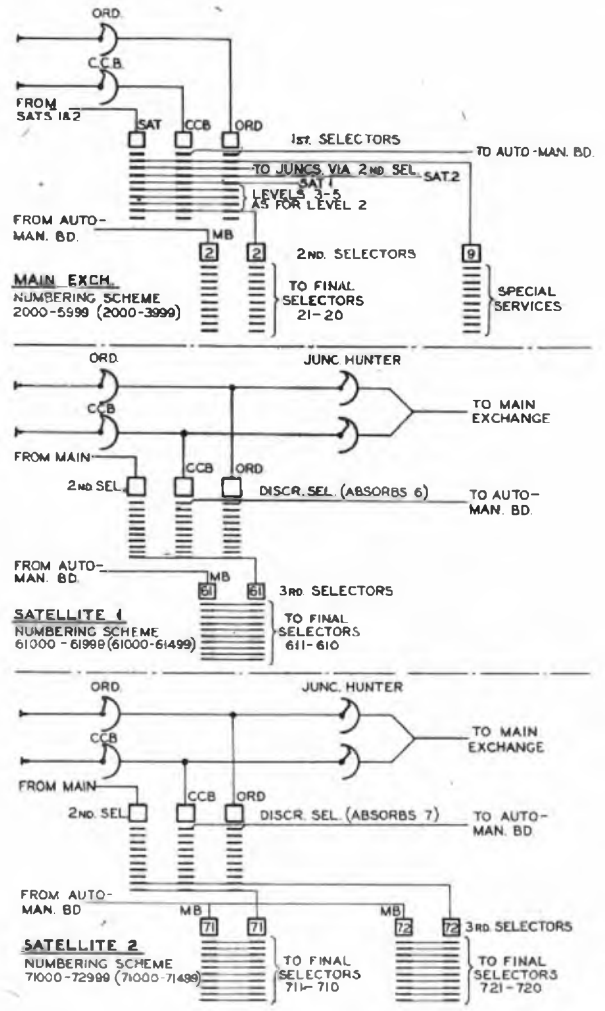 ORD.
C.C.B.
FROM
SATS 1&2
SAT CCB ORD
1ST. SELECTORS
TO AUTO-MAN. BD.
TO JUNCS. VIA 2ND SEL. SAT.2
SAT 1
LEVELS 3-5
AS FOR LEVEL 2
FROM AUTO-
MAN. BD.
MB
2 2 2ND. SELECTORS 9
MAIN EXCH.
NUMBERING SCHEME
2000-5999 (2000-3999)
TO FINAL
SELECTORS
21-20
SPECIAL
SERVICES
ORD.
JUNC HUNTER
CCB
TO MAIN
EXCHANGE
FROM MAIN
2ND SEL. CCB ORD
DISCR. SEL. (ABSORBS 6)
TO AUTO-
MAN. BD.
FROM AUTO-
MAN. BD.
MB
61 61 3RD. SELECTORS
SATELLITE 1
NUMBERING SCHEME
61000-61999 (61000-61499)
TO FINAL
SELECTORS
611-610
ORD.
JUNC. HUNTER
CCB
TO MAIN
EXCHANGE
FROM MAIN
2ND SEL. CCB ORD
DISCR. SEL. (ABSORBS 7)
TO AUTO-
MAN. BD
FROM AUTO-
MAN. BD
MB MB
71 71 72 72 3RD. SELECTORS
SATELLITE 2
NUMBERING SCHEME
71000-72999 (71000-71499)
TO FINAL
SELECTORS
711-710
TO FINAL
SELECTORS
721-720